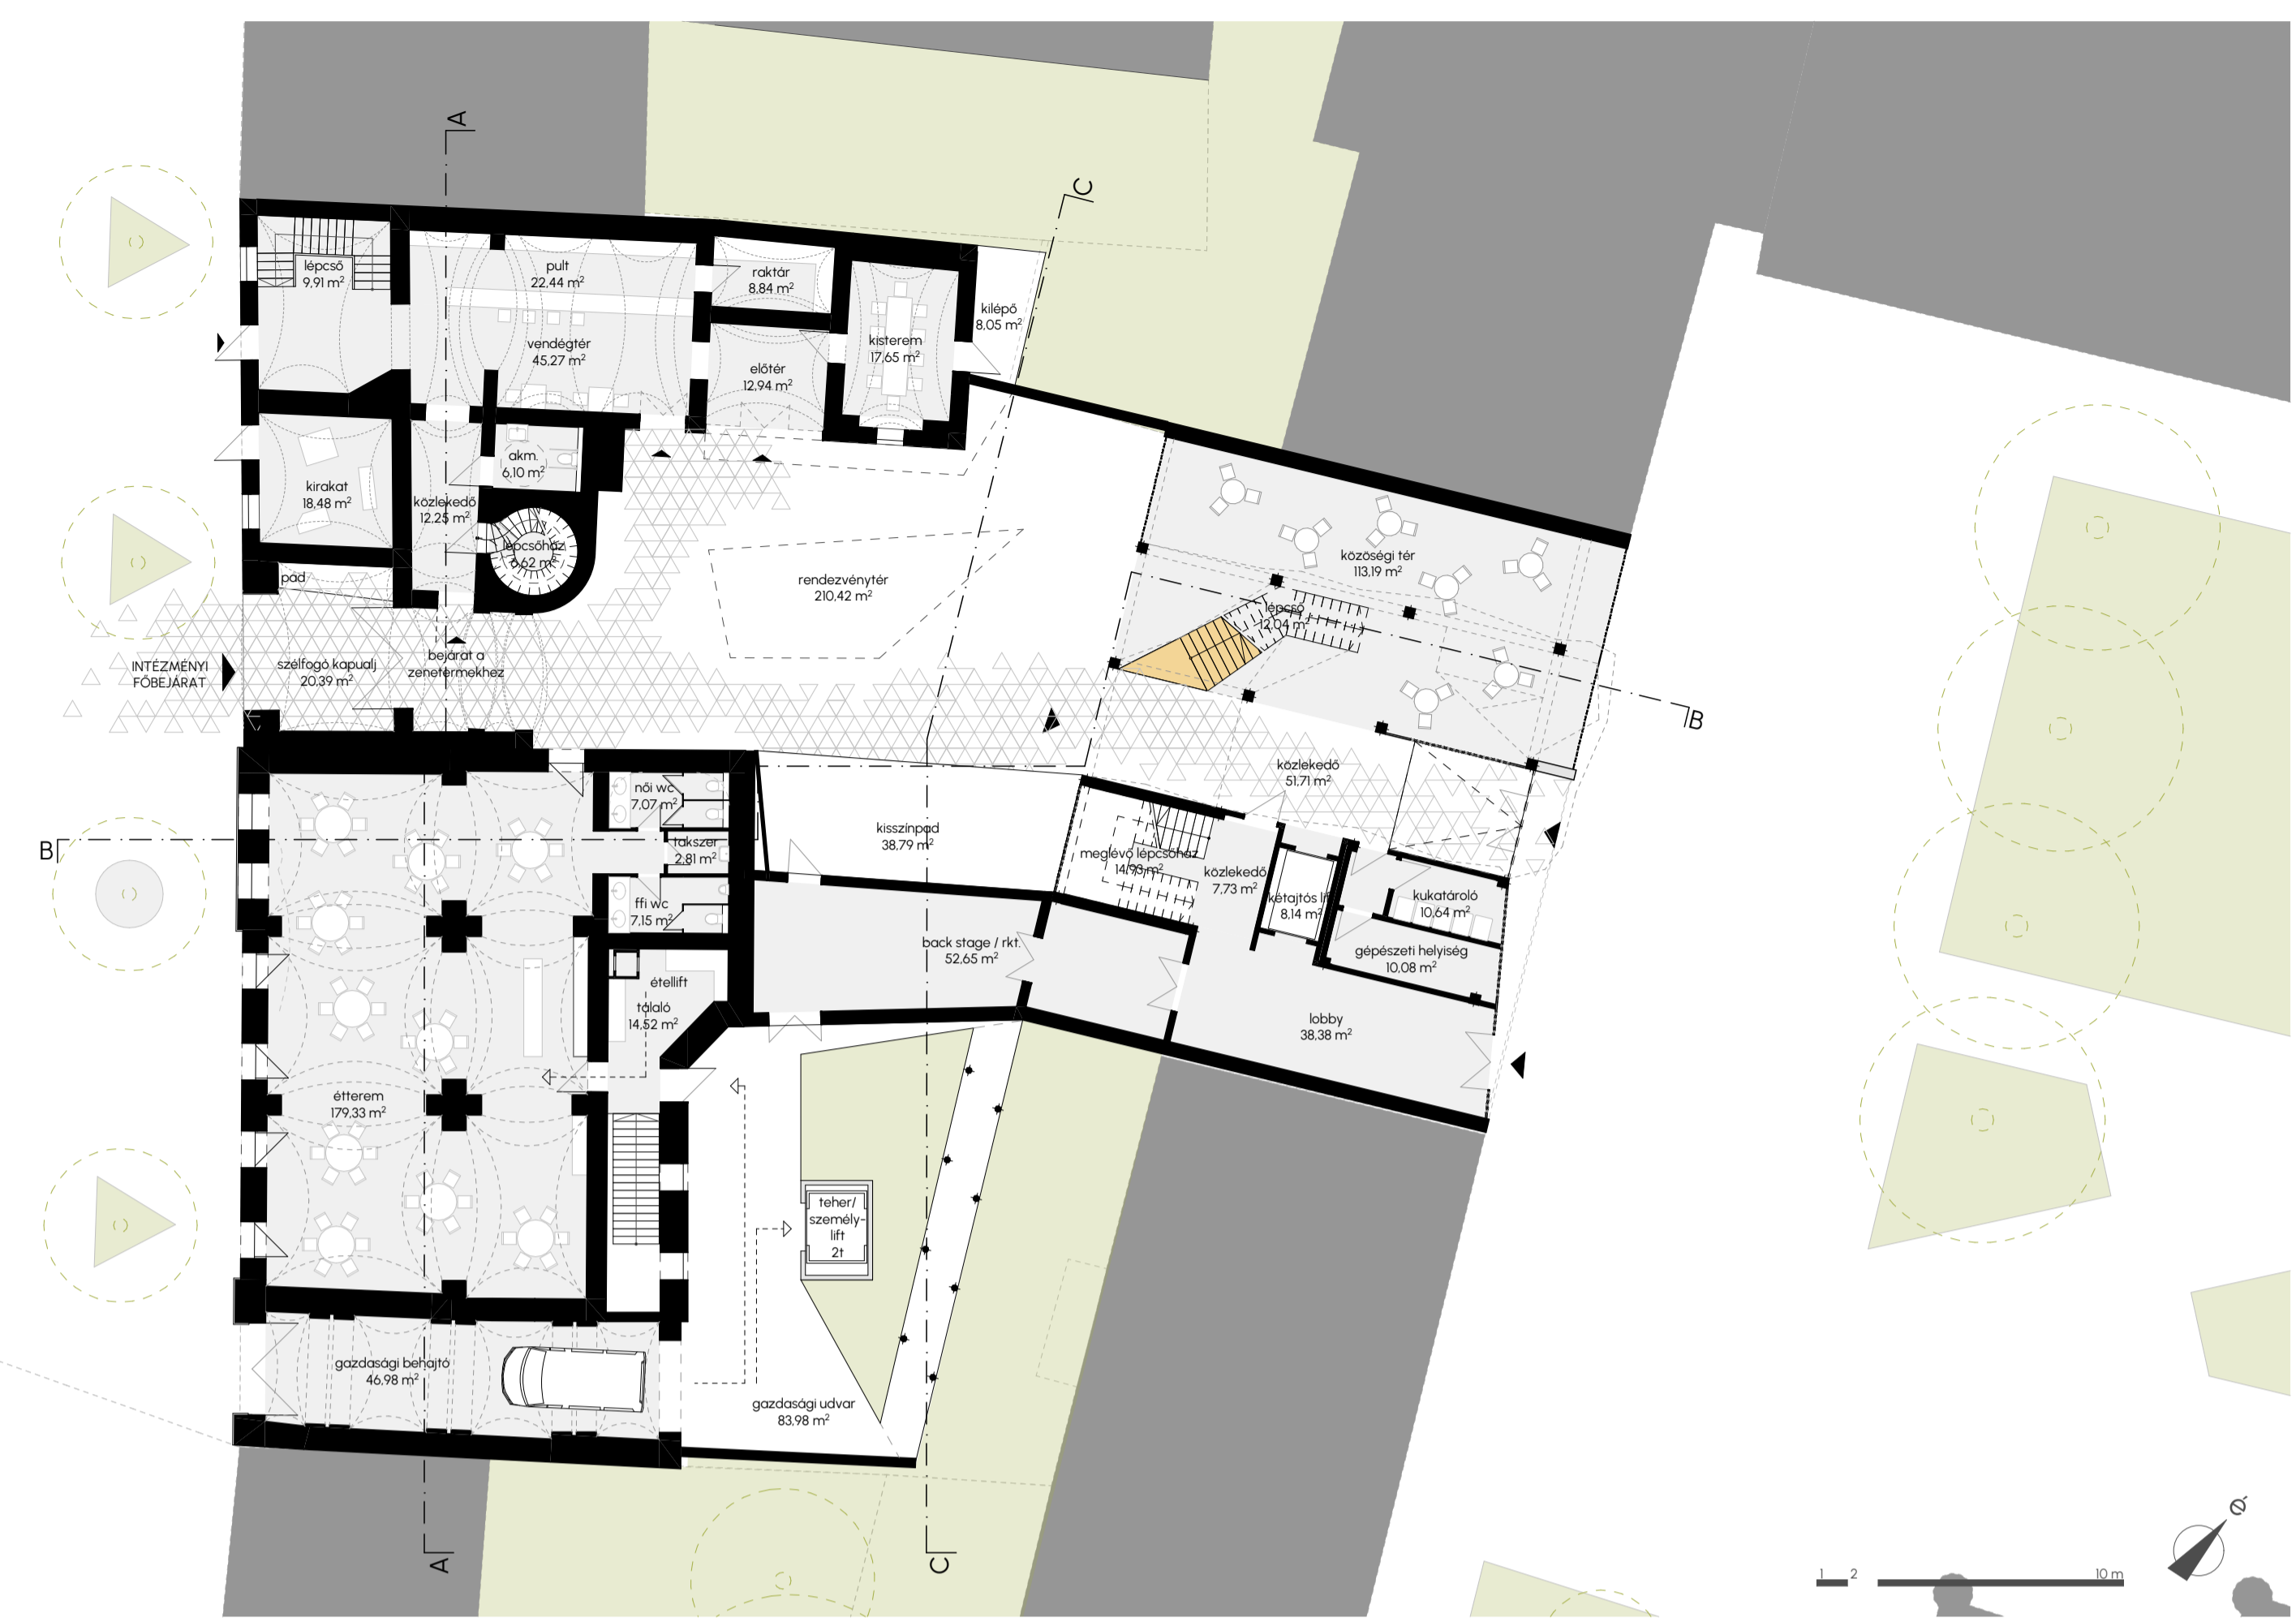 A
C
lépcső
9,91 m²
pult
22,44 m²
raktár
8,84 m²
kilépő
8,05 m²
vendégtér
45,27 m²
kisterem
17,65 m²
előtér
12,94 m²
akm.
6,10 m²
kirakat
18,48 m²
közlekedő
12,25 m²
lépcsőház
6,62 m²
pad
közöségi tér
113,19 m²
rendezvénytér
210,42 m²
lépcső
12,04 m²
INTÉZMÉNYI
FŐBEJÁRAT
szélfogó kapualj
20,39 m²
bejárat a
zenetermekhez
B
közlekedő
51,71 m²
női wc
7,07 m²
takszer
2,81 m²
B
kisszínpad
38,79 m²
meglévő lépcsőház
14,93 m²
közlekedő
7,73 m²
kétajtós lift
8,14 m²
kukatároló
10,64 m²
ffi wc
7,15 m²
back stage / rkt.
52,65 m²
gépészeti helyiség
10,08 m²
étellift
tálaló
14,52 m²
lobby
38,38 m²
étterem
179,33 m²
teher/
személy-
lift
2t
gazdasági behajtó
46,98 m²
gazdasági udvar
83,98 m²
A
C
É
1 2 10 m